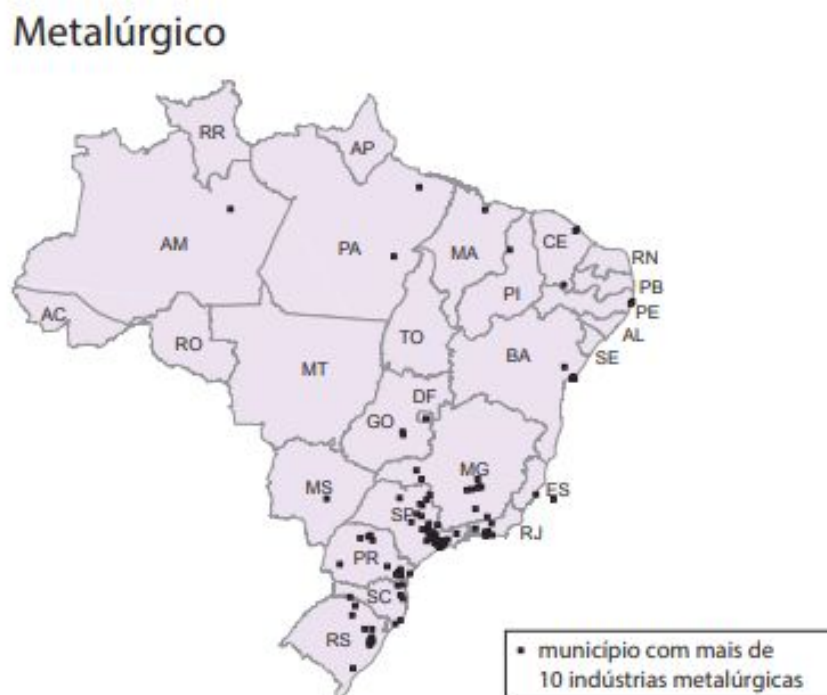 Metalúrgico
RR
AP
AM
PA
MA
CE
RN
PB
PI
PE
AC
AL
TO
RO
SE
BA
MT
DF
GO
MG
MS
ES
SP
RJ
PR
SC
RS
município com mais de
10 indústrias metalúrgicas